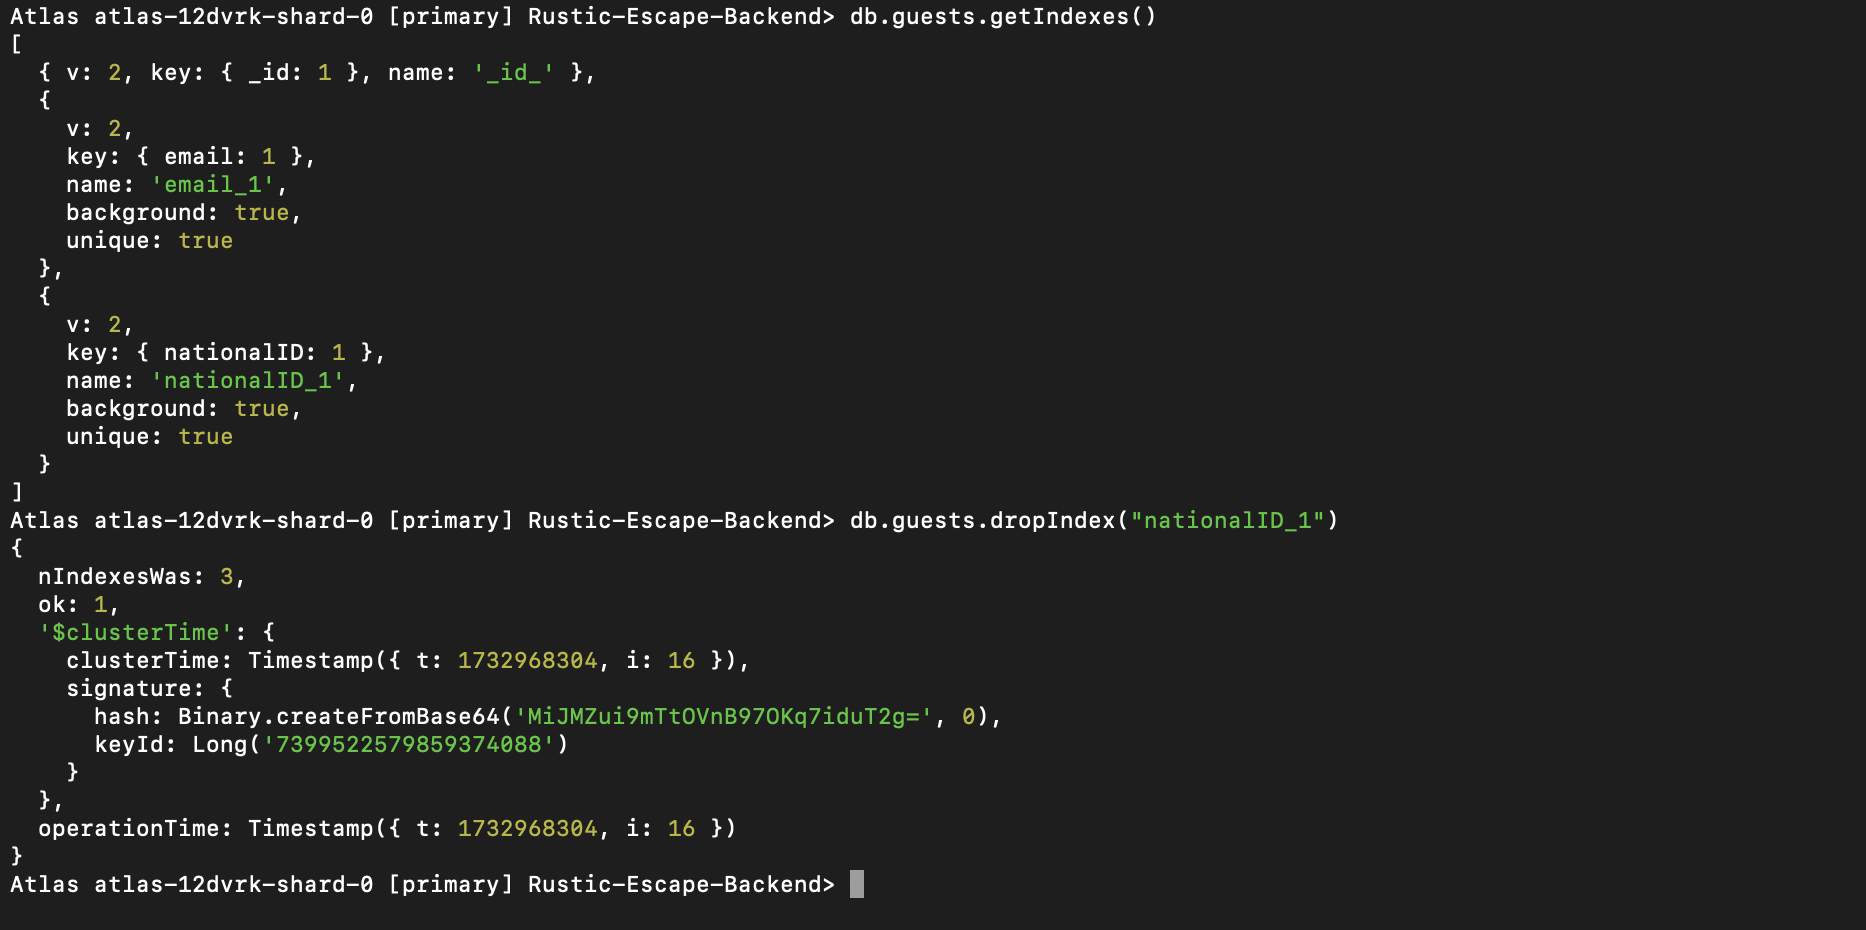 Atlas atlas-12dvrk-shard-0 [primary] Rustic-Escape-Backend> db.guests.getIndexes()
[
  { v: 2, key: { _id: 1 }, name: '_id_' },
  {
    v: 2,
    key: { email: 1 },
    name: 'email_1',
    background: true,
    unique: true
  },
  {
    v: 2,
    key: { nationalID: 1 },
    name: 'nationalID_1',
    background: true,
    unique: true
  }
]
Atlas atlas-12dvrk-shard-0 [primary] Rustic-Escape-Backend> db.guests.dropIndex("nationalID_1")
{
  nIndexesWas: 3,
  ok: 1,
  '$clusterTime': {
    clusterTime: Timestamp({ t: 1732968304, i: 16 }),
    signature: {
      hash: Binary.createFromBase64('MiJMZui9mTtOVnB97OKq7iduT2g=', 0),
      keyId: Long('7399522579859374088')
    }
  },
  operationTime: Timestamp({ t: 1732968304, i: 16 })
}
Atlas atlas-12dvrk-shard-0 [primary] Rustic-Escape-Backend>